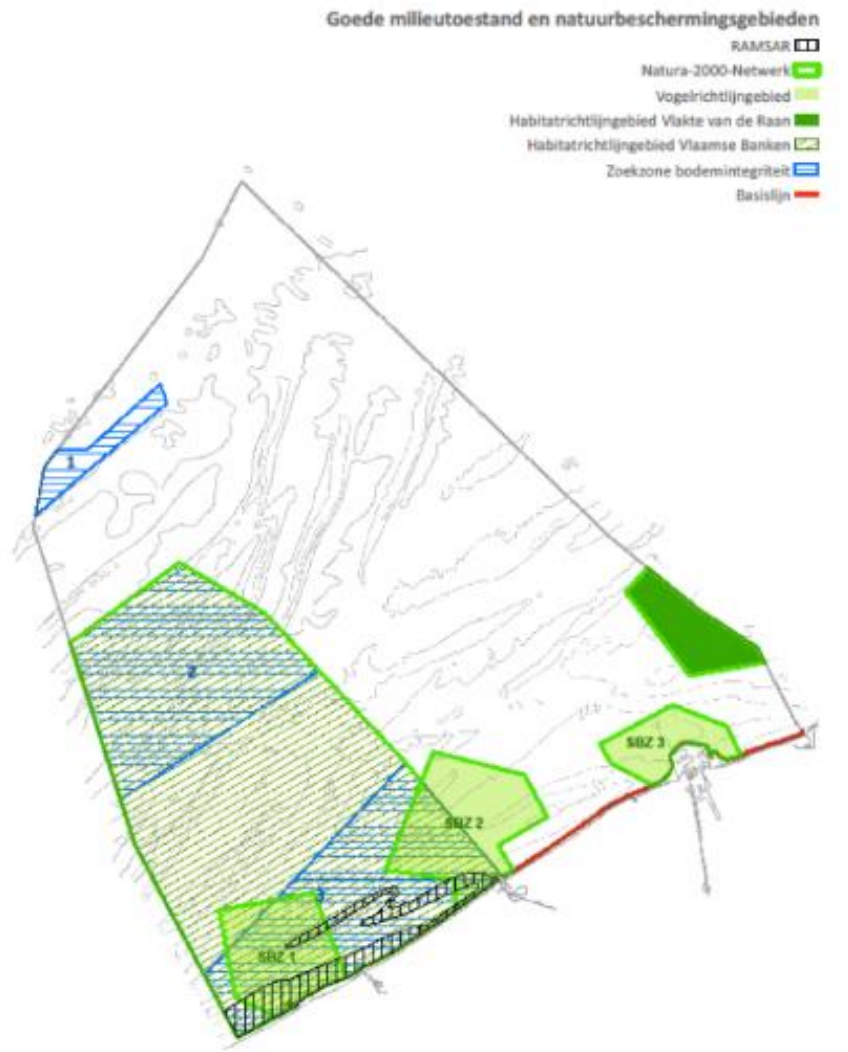 Goede milieutoestand en natuurbeschermingsgebieden
RAMSAR
Natura-2000-Netwerk
Vogelrichtlijngebied
Habitatrichtlijngebied Vlakte van de Raan
Habitatrichtlijngebied Vlaamse Banken
Zoekzone bodemintegriteit
Basislijn
1
2
SBZ 3
SBZ 2
3
SBZ 1